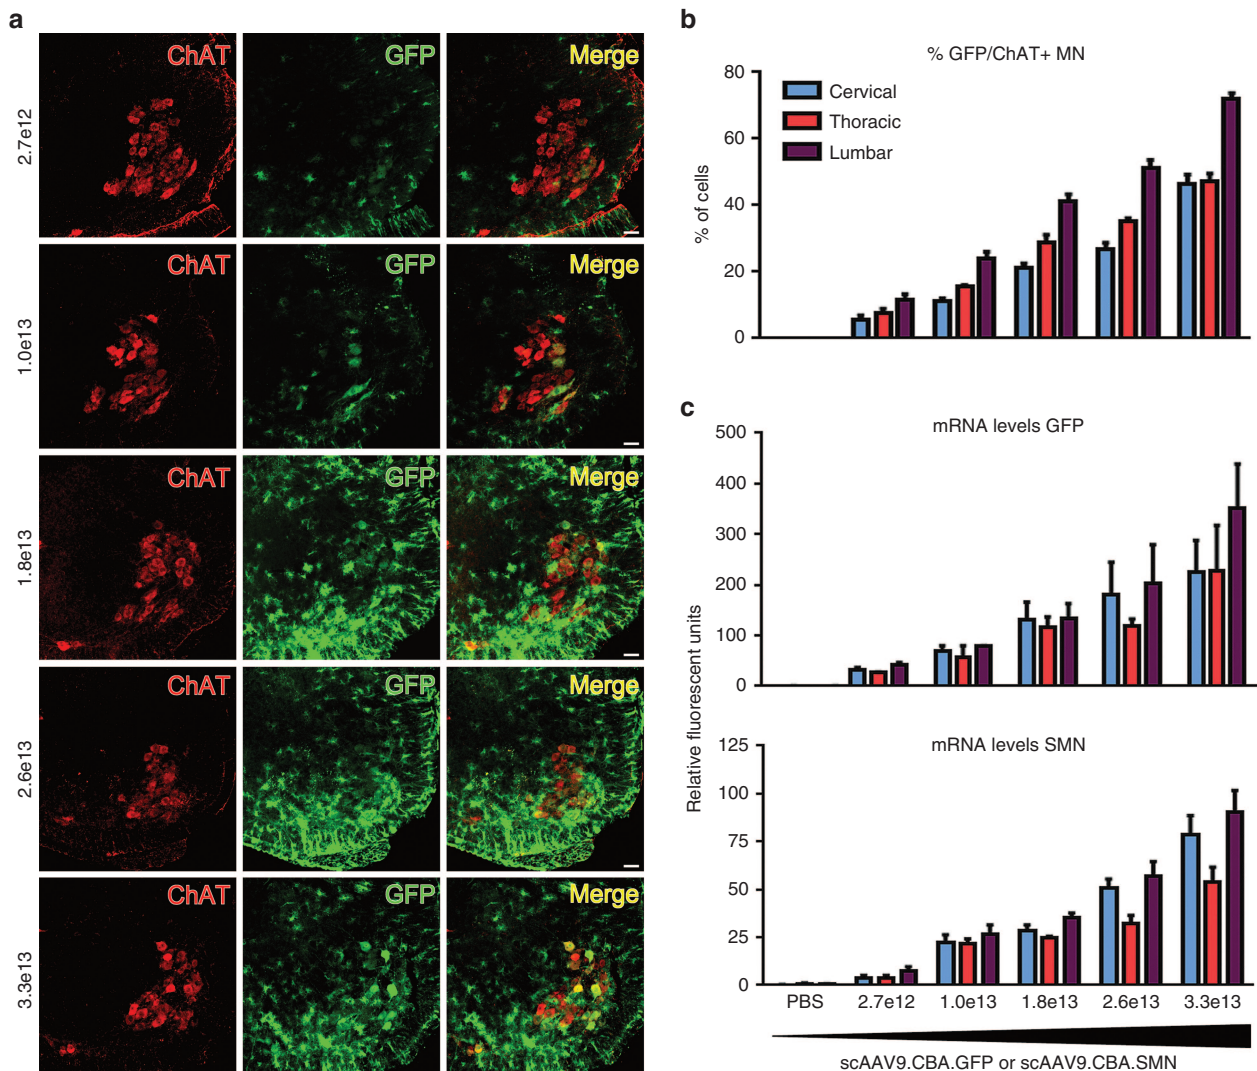 a
ChAT GFP Merge
2.7e12
ChAT GFP Merge
1.0e13
ChAT GFP Merge
1.8e13
ChAT GFP Merge
2.6e13
ChAT GFP Merge
3.3e13
b
% GFP/ChAT+ MN
80
60
40
20
0
% of cells
Cervical
Thoracic
Lumbar
c
mRNA levels GFP
500
400
300
200
100
0
Relative fluorescent units
mRNA levels SMN
125
100
75
50
25
0
PBS 2.7e12 1.0e13 1.8e13 2.6e13 3.3e13
scAAV9.CBA.GFP or scAAV9.CBA.SMN